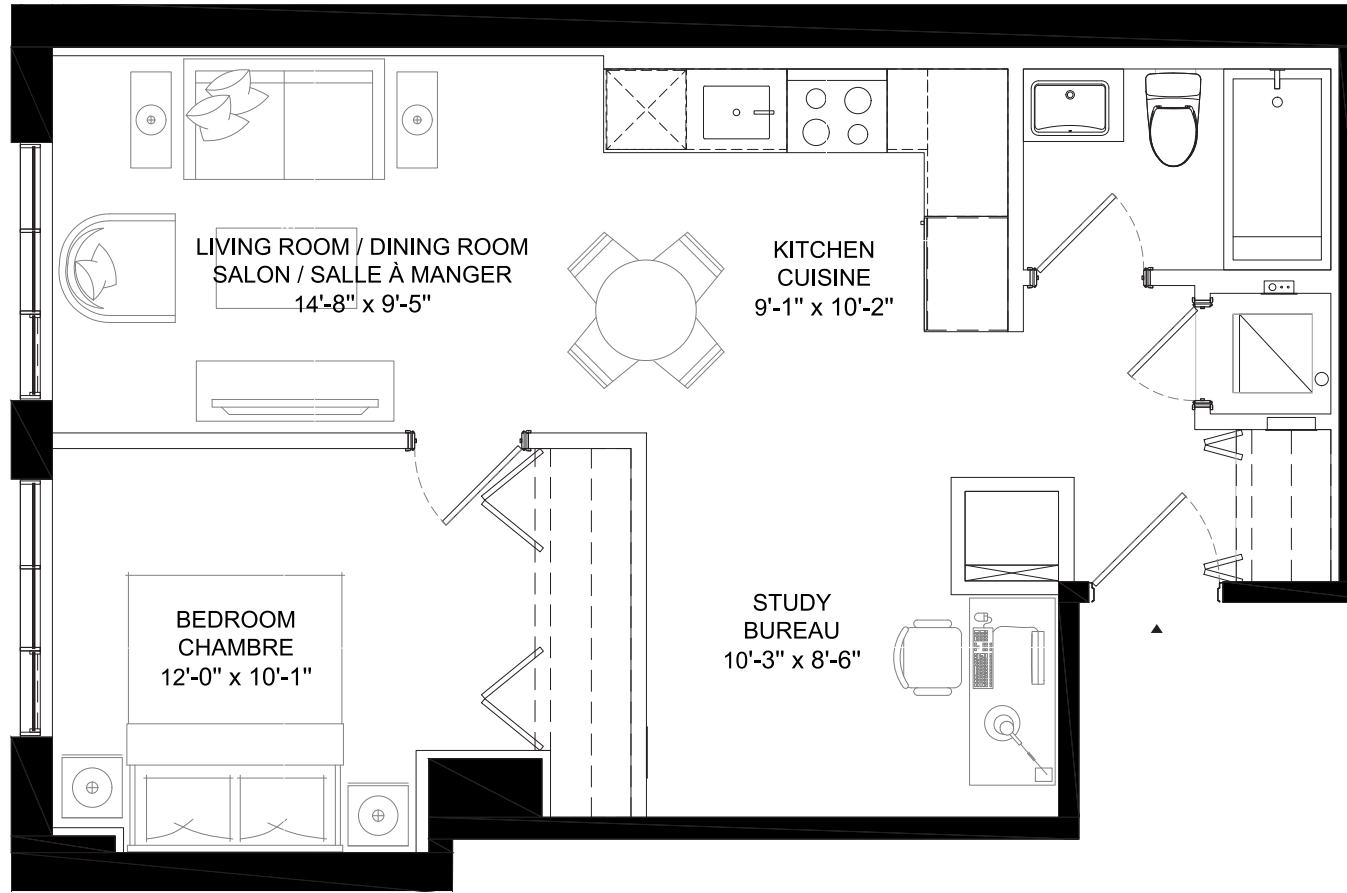 LIVING ROOM / DINING ROOM
SALON / SALLE À MANGER
14'-8" x 9'-5"
KITCHEN
CUISINE
9'-1" x 10'-2"
BEDROOM
CHAMBRE
12'-0" x 10'-1"
STUDY
BUREAU
10'-3" x 8'-6"